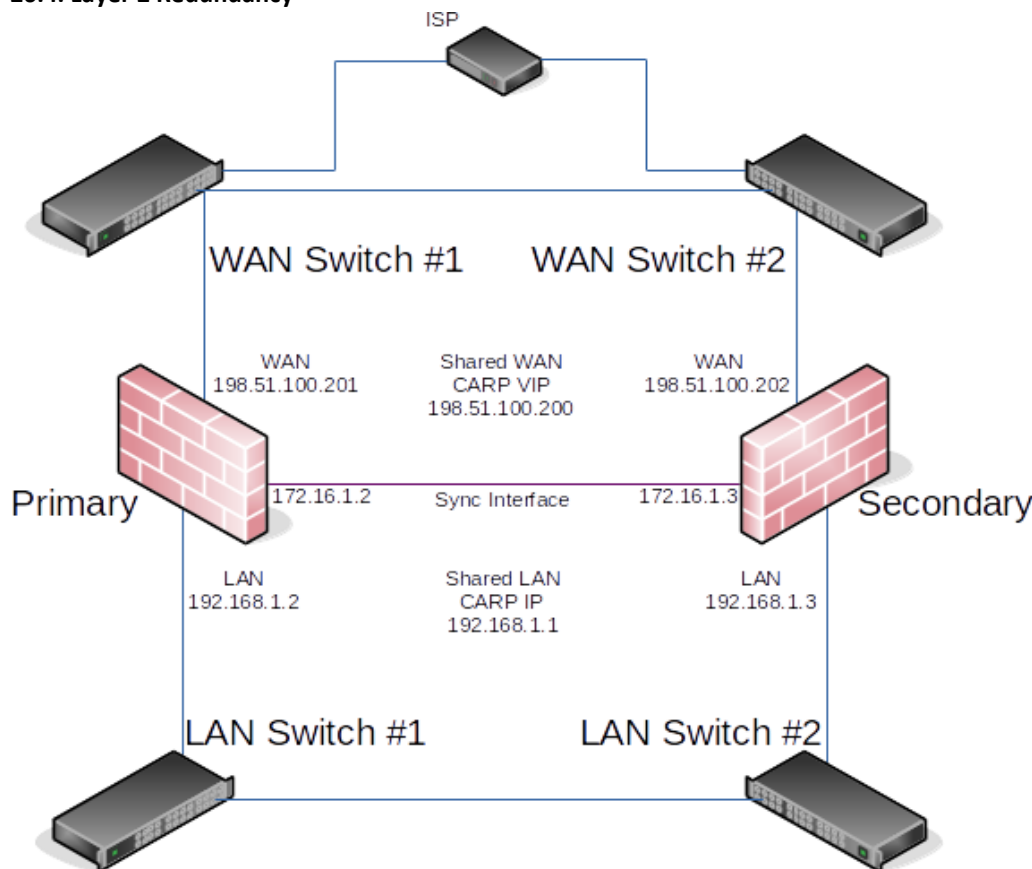 ISP
WAN Switch #1
WAN Switch #2
WAN
198.51.100.201
Shared WAN
CARP VIP
198.51.100.200
WAN
198.51.100.202
Primary
172.16.1.2
Sync Interface
172.16.1.3
Secondary
LAN
192.168.1.2
Shared LAN
CARP IP
192.168.1.1
LAN
192.168.1.3
LAN Switch #1
LAN Switch #2